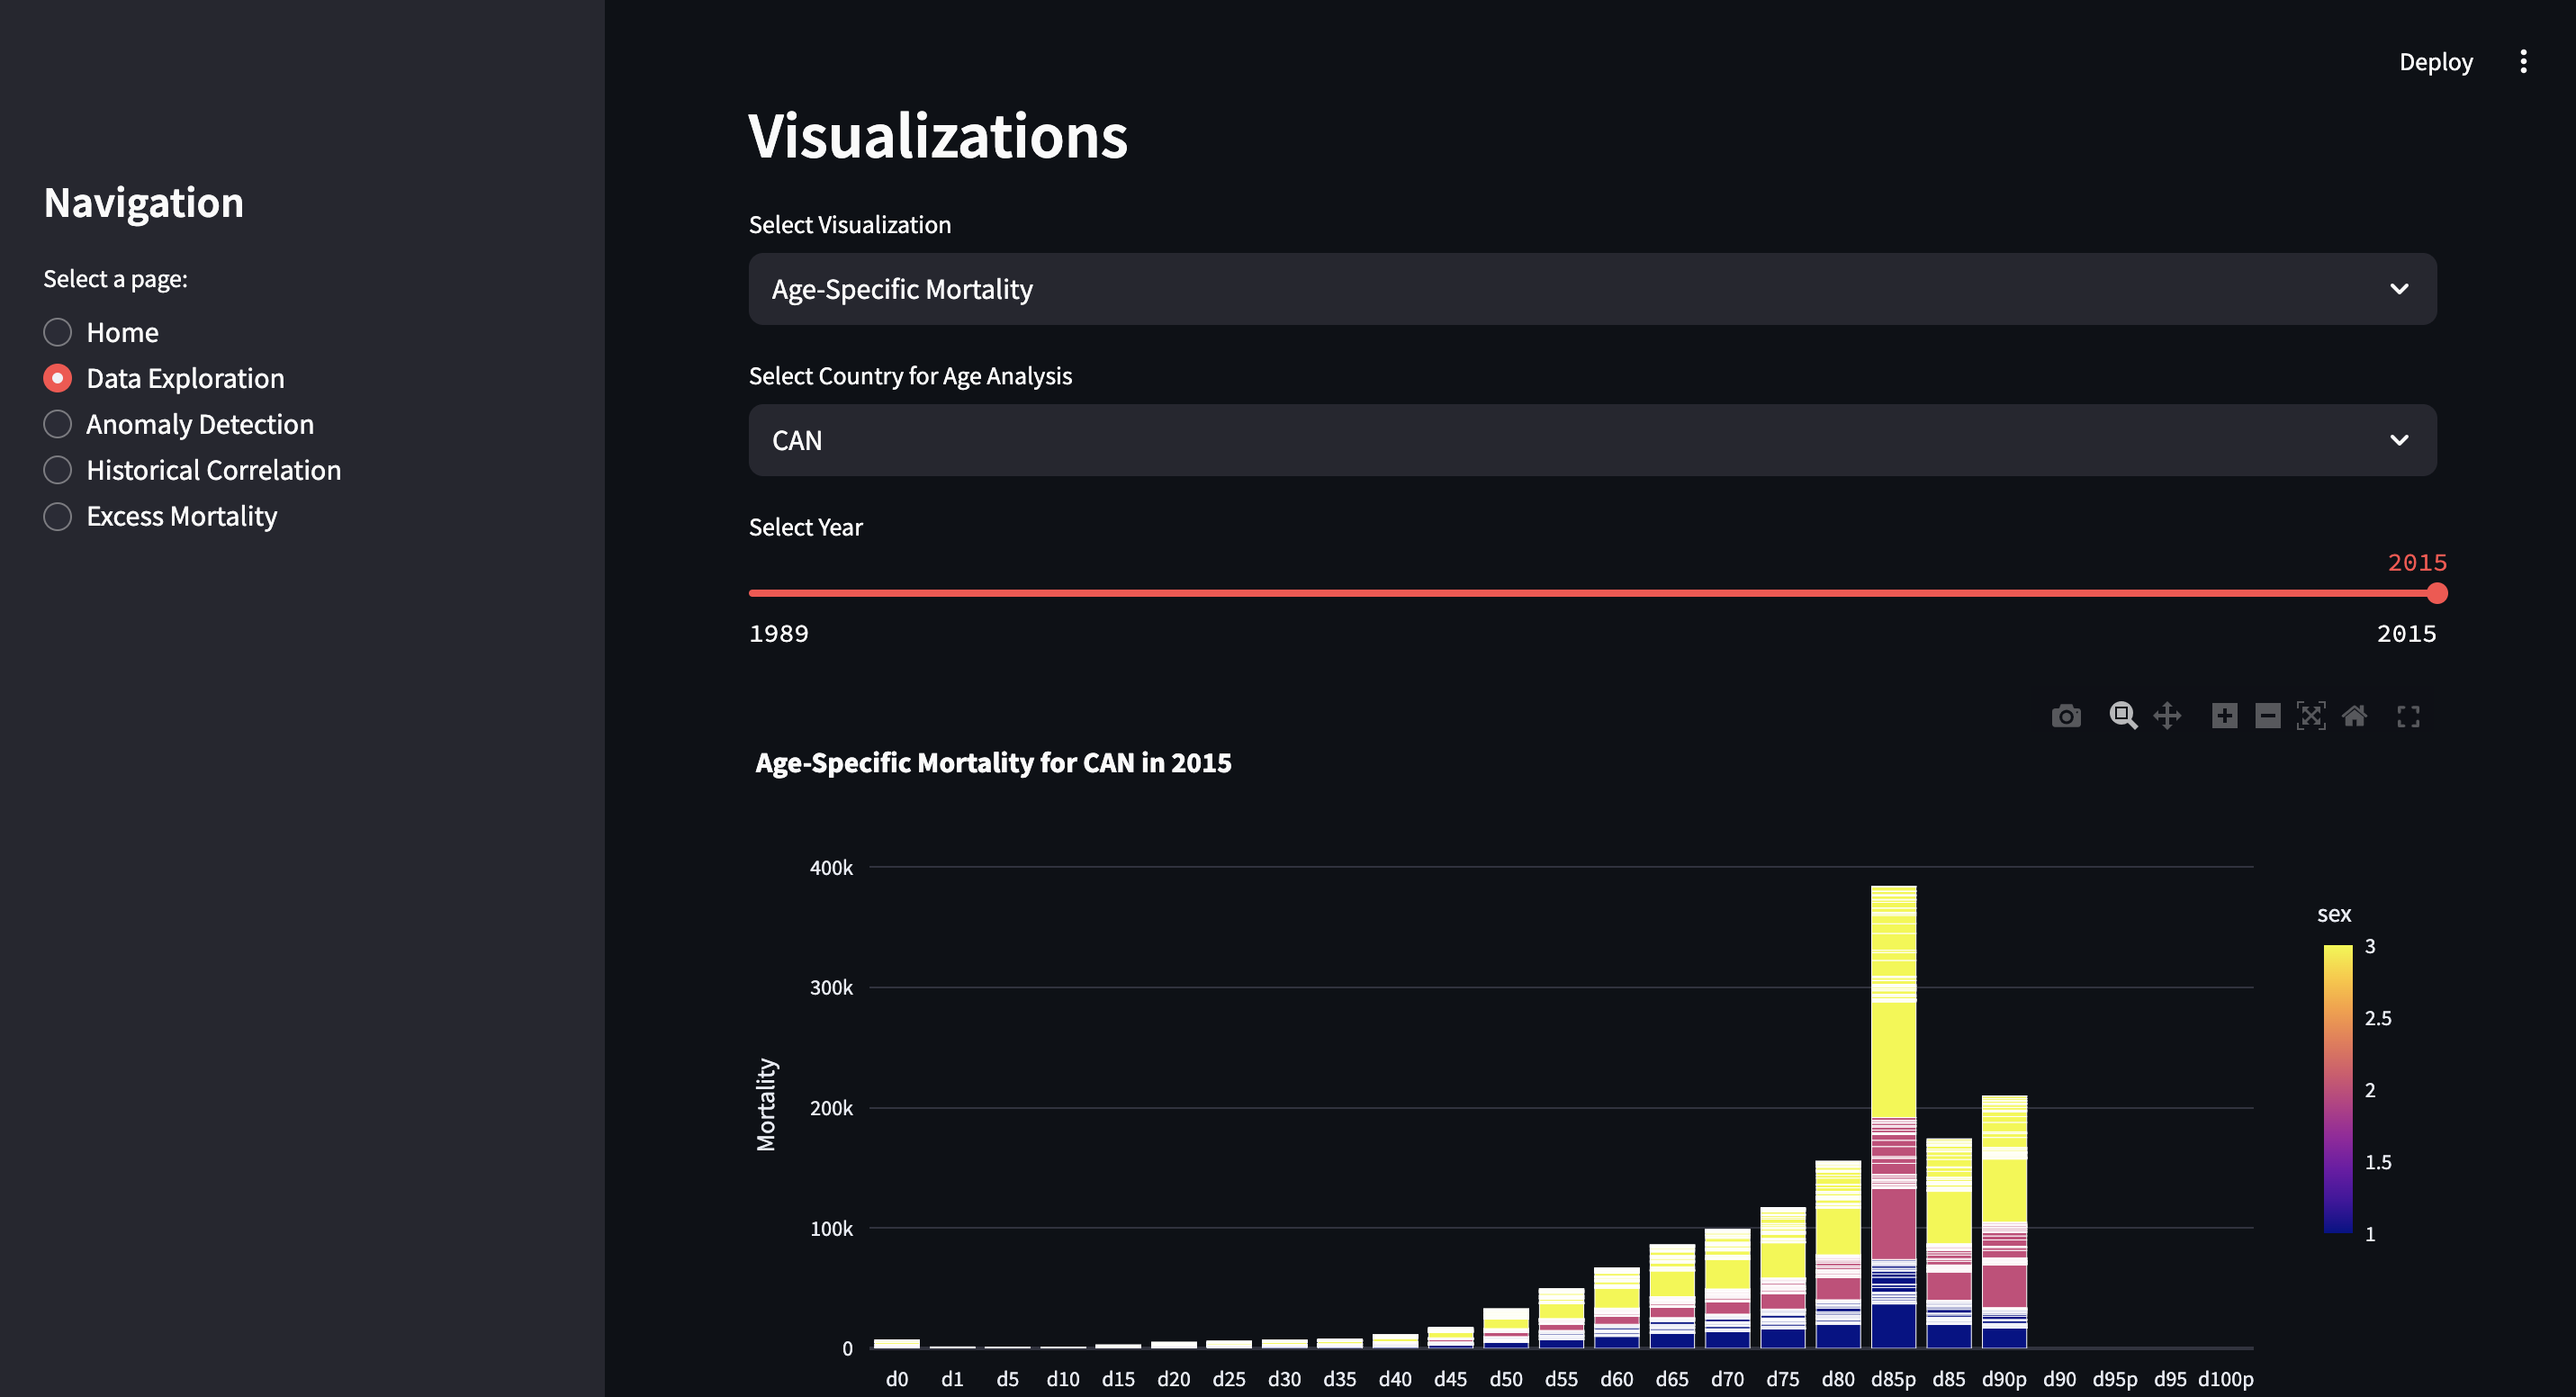 Deploy
Navigation
Select a page:
Home
Data Exploration
Anomaly Detection
Historical Correlation
Excess Mortality
Visualizations
Select Visualization
Age-Specific Mortality
Select Country for Age Analysis
CAN
Select Year
2015
1989
2015
Age-Specific Mortality for CAN in 2015
400k
300k
200k
100k
0
Mortality
d0 d1 d5 d10 d15 d20 d25 d30 d35 d40 d45 d50 d55 d60 d65 d70 d75 d80 d85p d85 d90p d90 d95p d95 d100p
sex
3
2.5
2
1.5
1